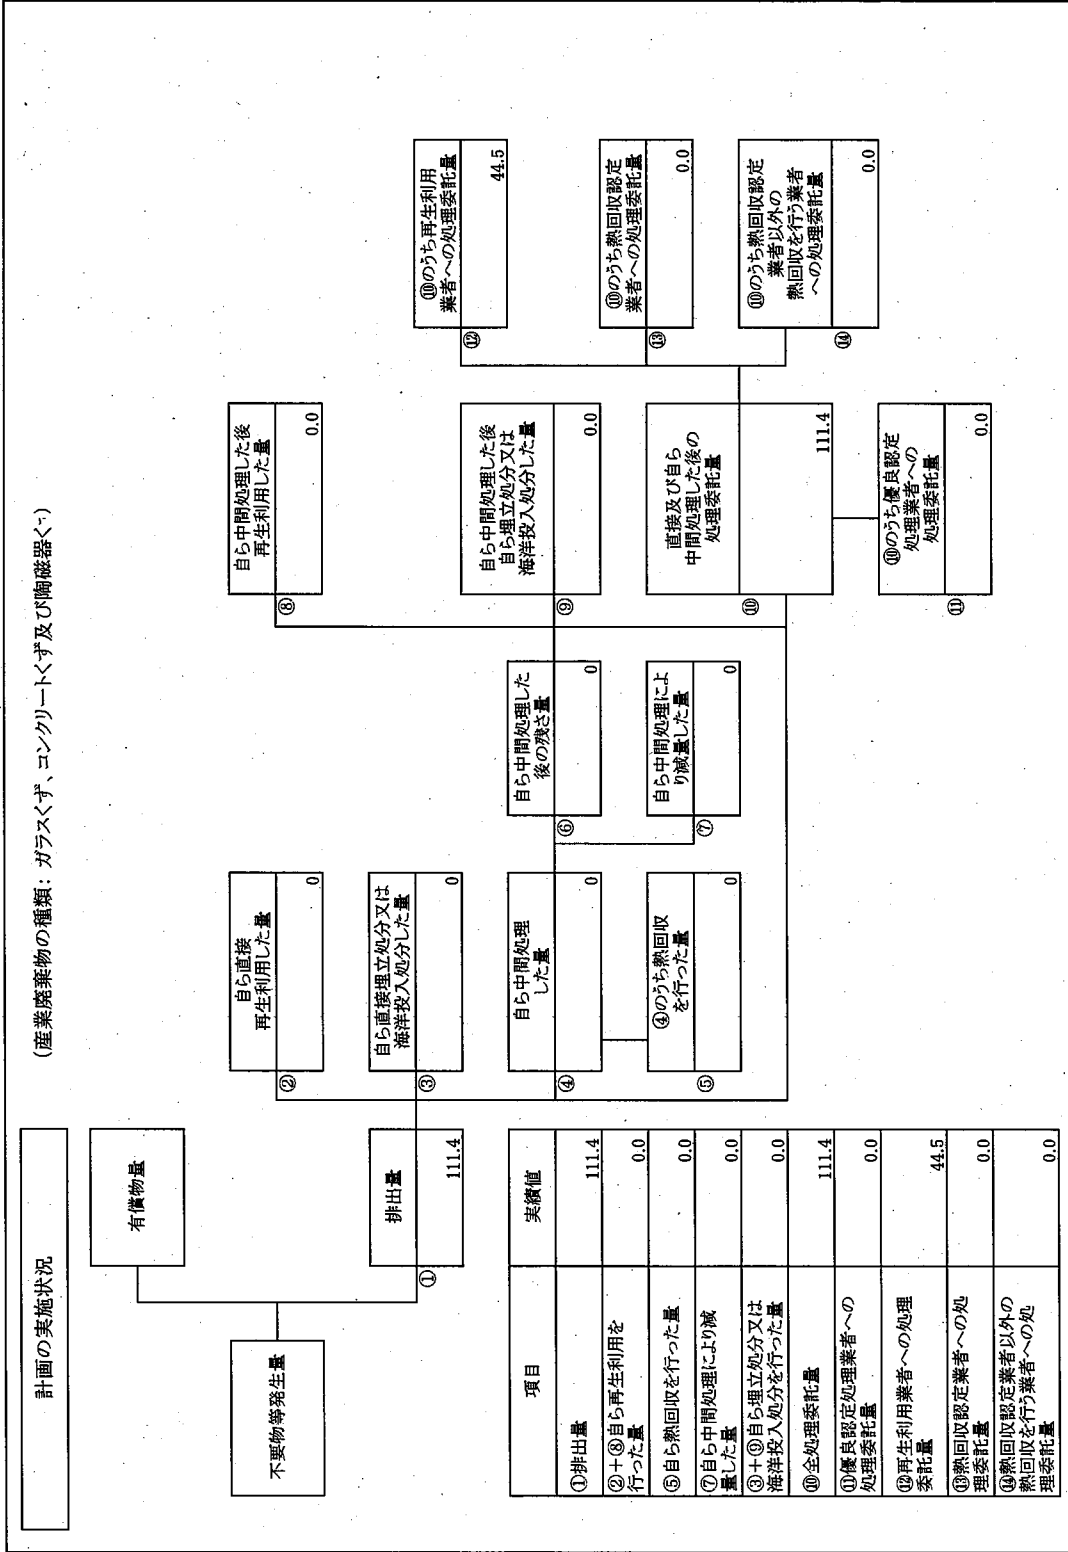 計画の実施状況
(産業廃棄物の種類：ガラスくず、コンクリートくず及び陶磁器く
不要物等発生量
有償物量
排出量
①
111.4
自ら直接
再生利用した量
②
0
自ら直接埋立処分又は
海洋投入処分した量
③
0
自ら中間処理
した量
④
0
④のうち熱回収
を行った量
⑤
0
自ら中間処理した
後の残さ量
⑥
0
自ら中間処理によ
り減量した量
⑦
0
自ら中間処理した後
再生利用した量
⑧
0.0
自ら中間処理した後
自ら埋立処分又は
海洋投入処分した量
⑨
0.0
直接及び自ら
中間処理した後の
処理委託量
⑩
111.4
⑩のうち優良認定
処理業者への
処理委託量
⑪
0.0
⑩のうち再生利用
業者への処理委託量
⑫
44.5
⑩のうち熱回収認定
業者への処理委託量
⑬
0.0
⑩のうち熱回収認定
業者以外の
熱回収を行う業者
への処理委託量
⑭
0.0
項目 実績値
①排出量 111.4
②+⑧自ら再生利用を
行った量 0.0
⑤自ら熱回収を行った量 0.0
⑦自ら中間処理により減
量した量 0.0
③+⑨自ら埋立処分又は
海洋投入処分を行った量 0.0
⑩全処理委託量 111.4
⑪優良認定処理業者への
処理委託量 0.0
⑫再生利用業者への処理
委託量 44.5
⑬熱回収認定業者への処
理委託量 0.0
⑭熱回収認定業者以外の
熱回収を行う業者への処
理委託量 0.0